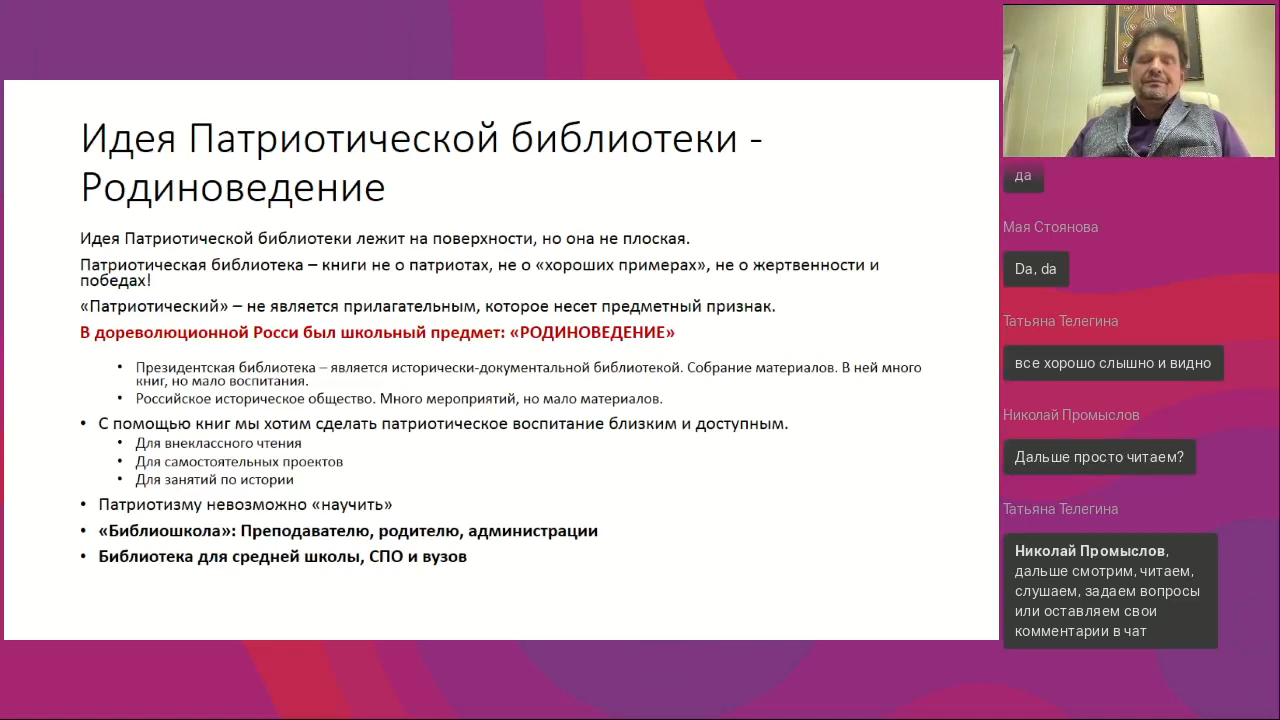 Идея Патриотической библиотеки -
Родиноведение
Идея Патриотической библиотеки лежит на поверхности, но она не плоская.
Патриотическая библиотека – книги не о патриотах, не о «хороших примерах», не о жертвенности и
победах!
«Патриотический» – не является прилагательным, которое несет предметный признак.
В дореволюционной Росси был школьный предмет: «РОДИНОВЕДЕНИЕ»
• Президентская библиотека – является исторически-документальной библиотекой. Собрание материалов. В ней много
книг, но мало воспитания.
• Российское историческое общество. Много мероприятий, но мало материалов.
• С помощью книг мы хотим сделать патриотическое воспитание близким и доступным.
• Для внеклассного чтения
• Для самостоятельных проектов
• Для занятий по истории
• Патриотизму невозможно «научить»
• «Библиошкола»: Преподавателю, родителю, администрации
• Библиотека для средней школы, СПО и вузов
да
Мая Стоянова
Da, da
Татьяна Телегина
все хорошо слышно и видно
Николай Промыслов
Дальше просто читаем?
Татьяна Телегина
Николай Промыслов,
дальше смотрим, читаем,
слушаем, задаем вопросы
или оставляем свои
комментарии в чат